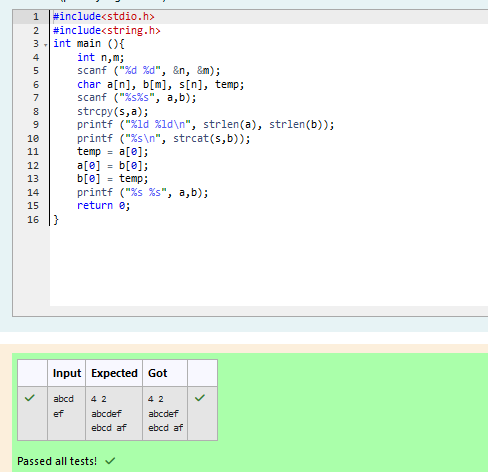 1 #include<stdio.h>
2 #include<string.h>
3 int main (){
4 int n,m;
5 scanf ("%d %d", &n, &m);
6 char a[n], b[m], s[n], temp;
7 scanf ("%s%s", a,b);
8 strcpy(s,a);
9 printf ("%ld %ld\n", strlen(a), strlen(b));
10 printf ("%s\n", strcat(s,b));
11 temp = a[0];
12 a[0] = b[0];
13 b[0] = temp;
14 printf ("%s %s", a,b);
15 return 0;
16 }
Input Expected Got
abcd 4 2 4 2
ef abcdef abcdef
ebcd af ebcd af
Passed all tests!